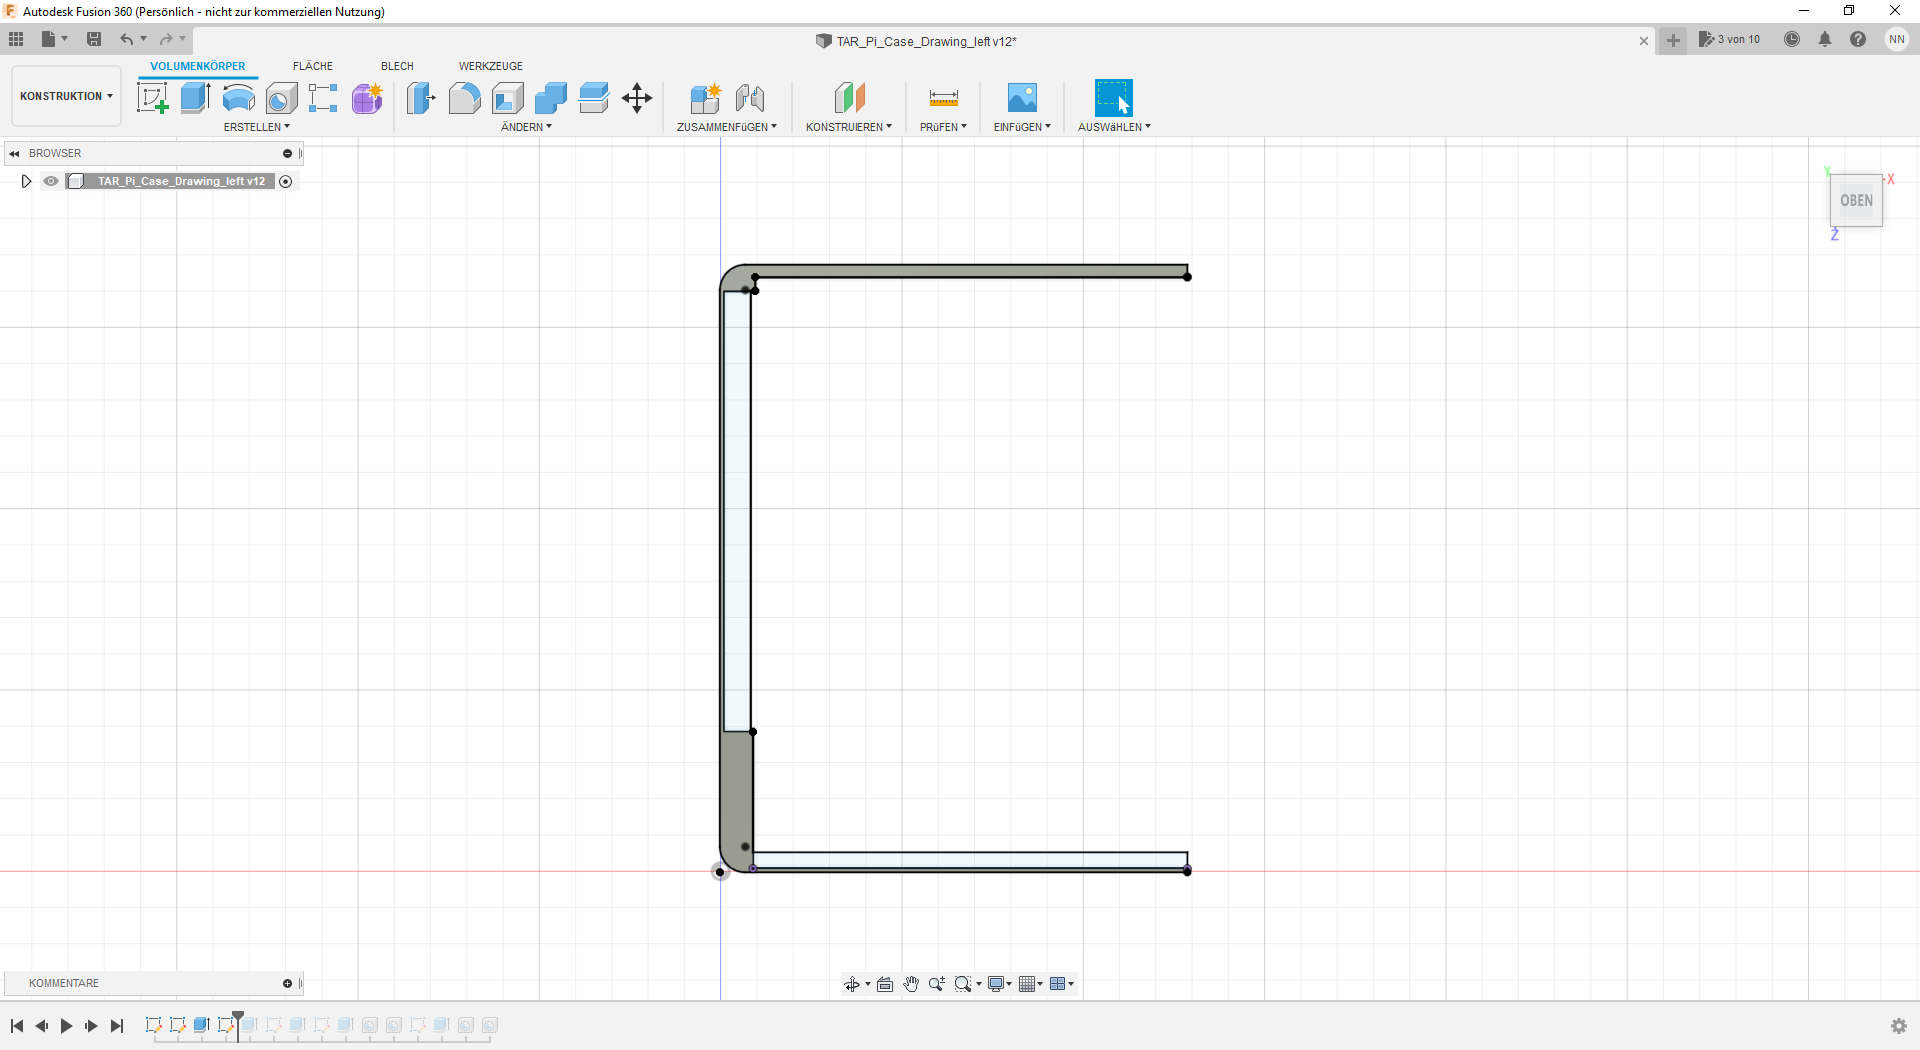 Autodesk Fusion 360 (Persönlich - nicht zur kommerziellen Nutzung)
TAR_Pi_Case_Drawing_left v12*
3 von 10
NN
KONSTRUKTION
VOLUMENKÖRPER
FLÄCHE
BLECH
WERKZEUGE
ERSTELLEN
ÄNDERN
ZUSAMMENFüGEN
KONSTRUIEREN
PRüFEN
EINFüGEN
AUSWäHLEN
BROWSER
TAR_Pi_Case_Drawing_left v12
Y
X
OBEN
Z
KOMMENTARE